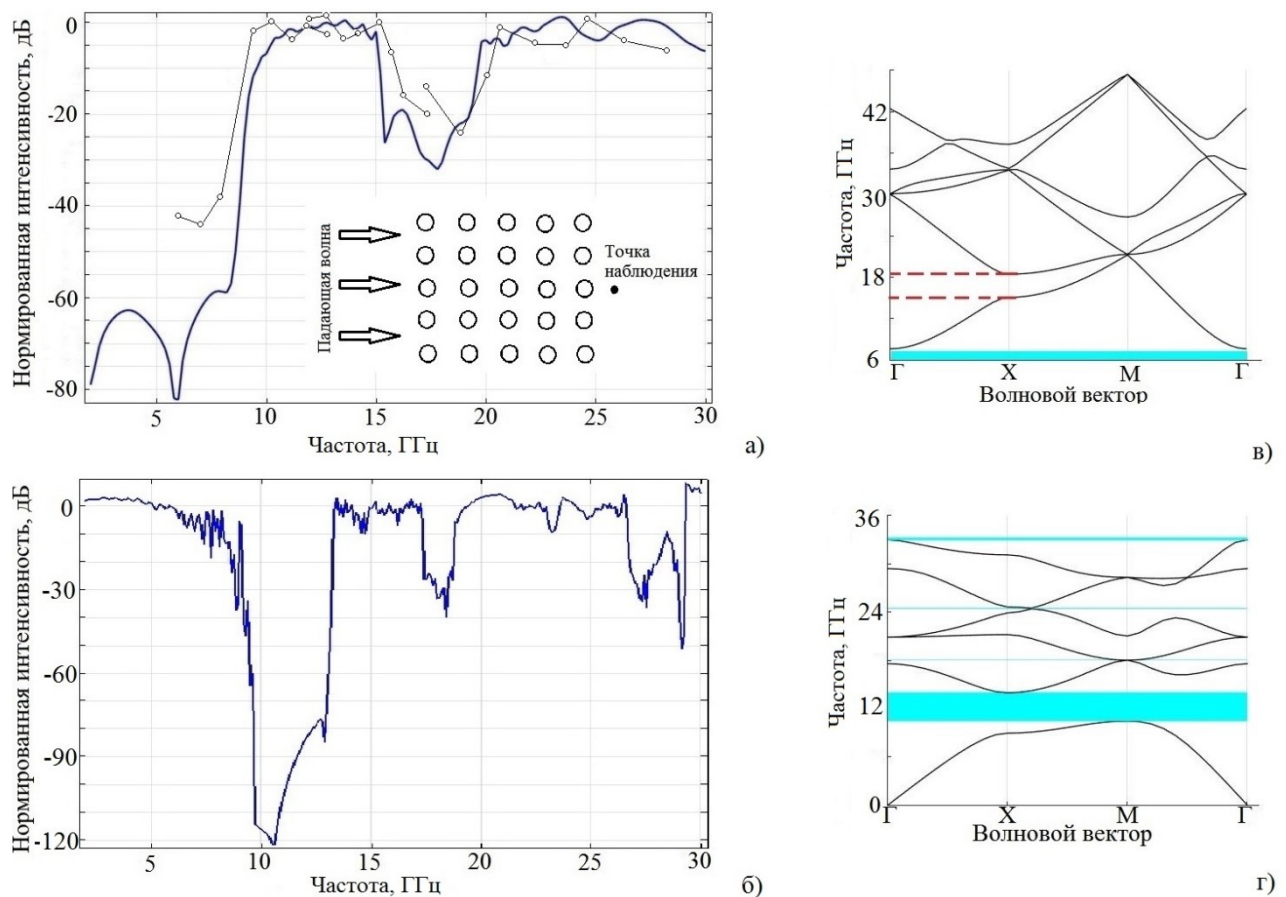 Нормированная интенсивность, дБ
0
-20
-40
-60
-80
Падающая волна
Точка
наблюдения
5
10
15
20
25
30
Частота, ГГц
а)
Частота, ГГц
42
30
18
6
Γ
X
M
Γ
Волновой вектор
в)
Нормированная интенсивность, дБ
0
-30
-60
-90
-120
5
10
15
20
25
30
Частота, ГГц
б)
Частота, ГГц
36
24
12
0
Γ
X
M
Γ
Волновой вектор
г)